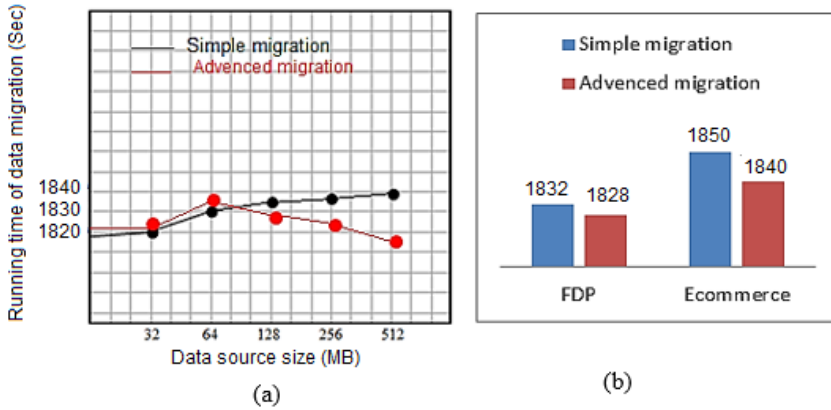 Running time of data migration (Sec)
Simple migration
Advenced migration
1840
1830
1820
32 64 128 256 512
Data source size (MB)
(a)
Simple migration
Advenced migration
1832 1828 1850 1840
FDP Ecommerce
(b)